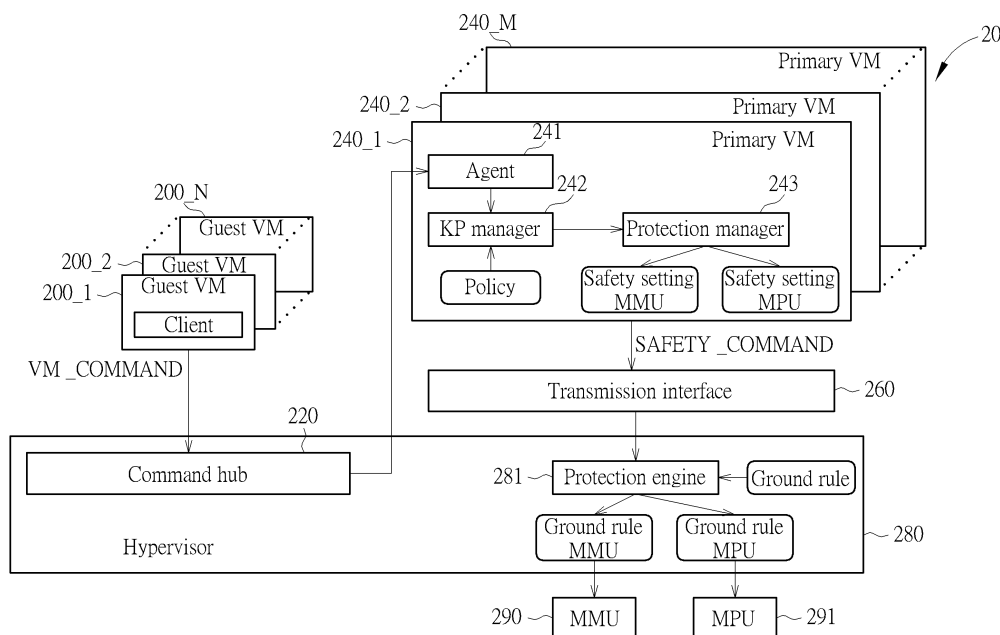 240_M
20
Primary VM
240_2
Primary VM
240_1
241
Primary VM
Agent
242
243
200_N
Guest VM
KP manager
Protection manager
200_2
Guest VM
200_1
Guest VM
Policy
Safety setting
MMU
Safety setting
MPU
Client
VM _COMMAND
SAFETY _COMMAND
Transmission interface
260
220
Command hub
281
Protection engine
Ground rule
Ground rule
MMU
Ground rule
MPU
280
Hypervisor
290
MMU
MPU
291